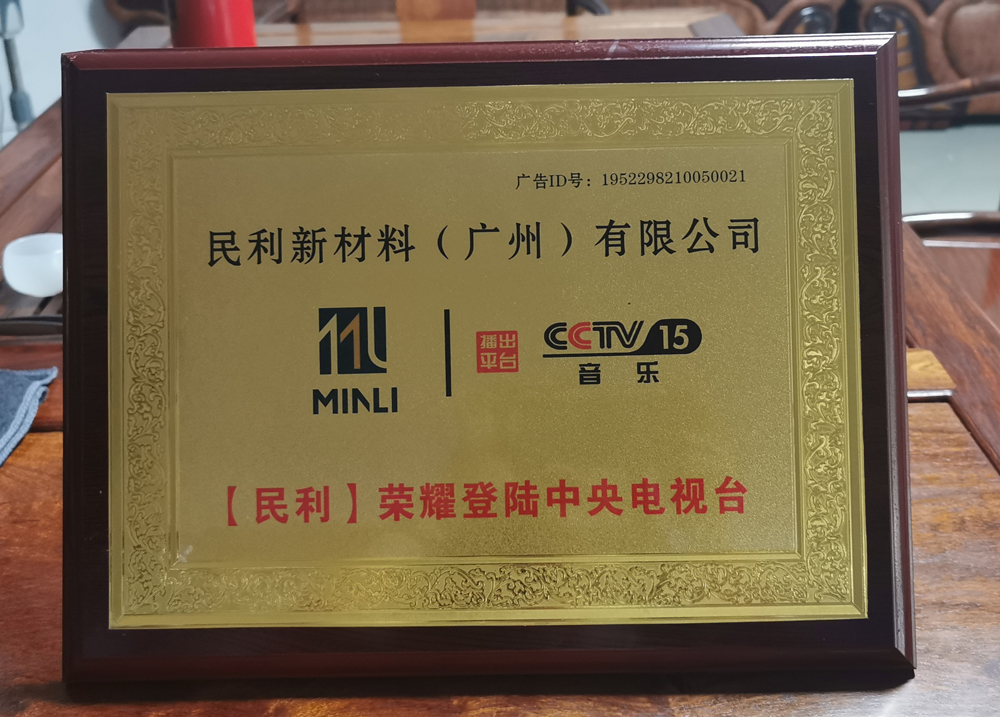 广告ID号：1952298210050021
民利新材料（广州）有限公司
MINLI
播出
平台
CCTV 15
音乐
【民利】荣耀登陆中央电视台